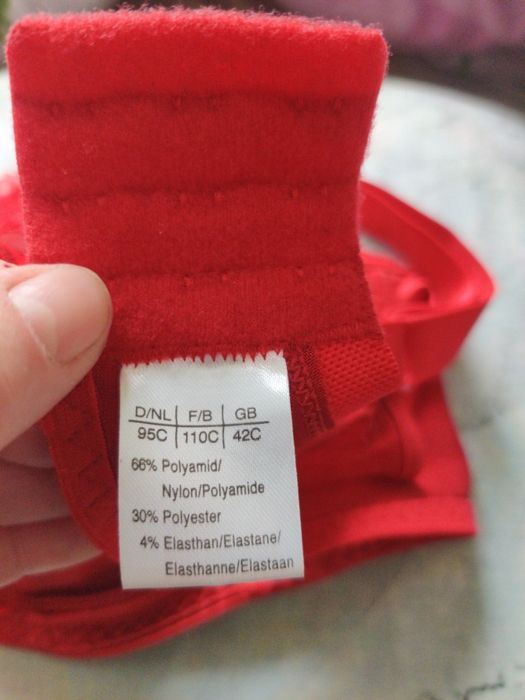 D/NL | F/B | GB
95C | 110C | 42C
66% Polyamid/
Nylon/Polyamide
30% Polyester
4% Elasthan/Elastane/
Elasthanne/Elastaan